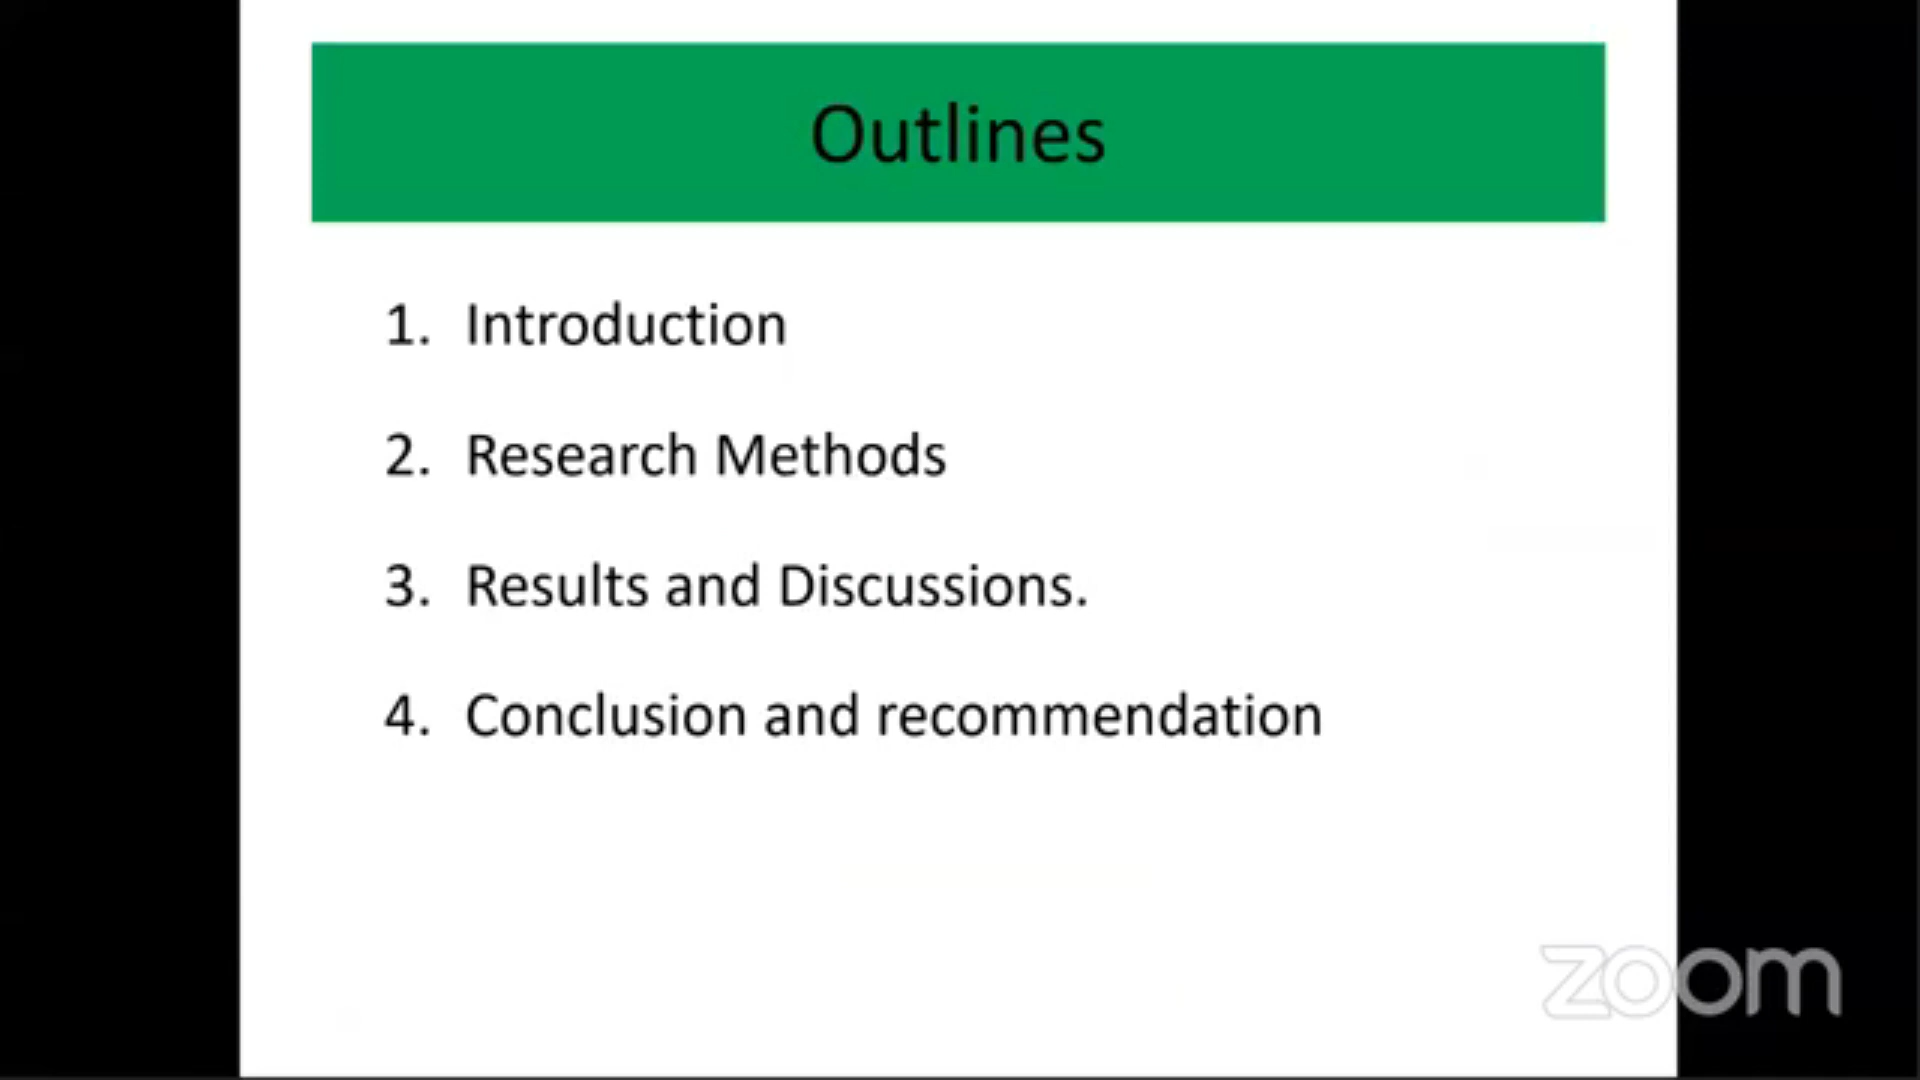 Outlines
1. Introduction
2. Research Methods
3. Results and Discussions.
4. Conclusion and recommendation
zoom